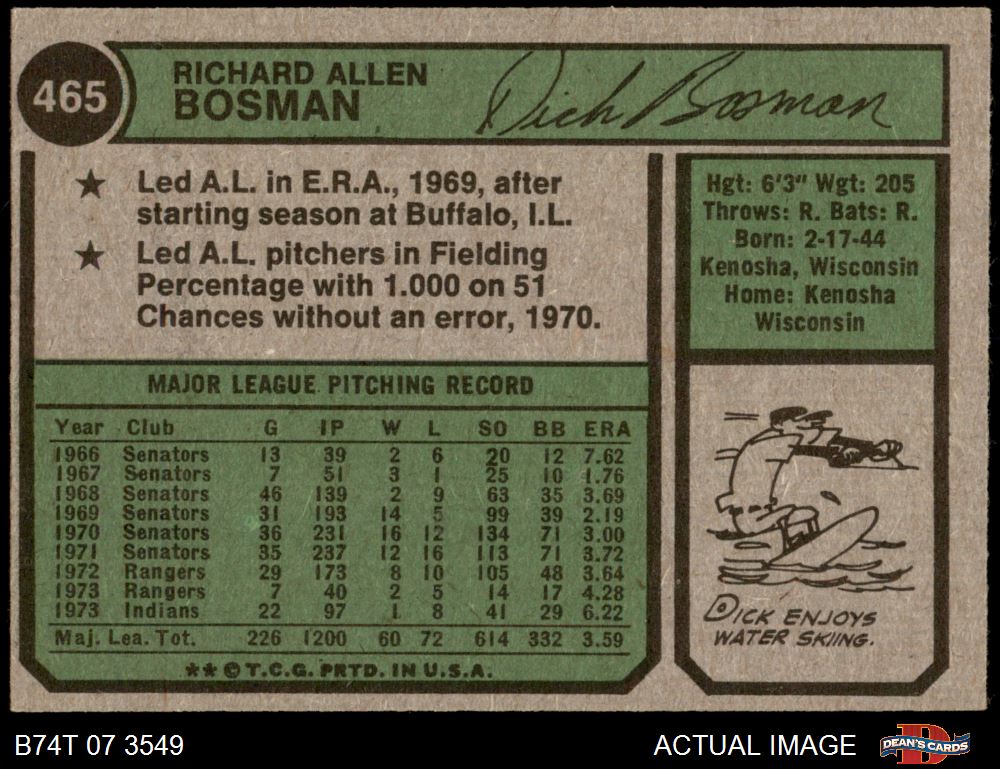 465
RICHARD ALLEN
BOSMAN
Dick Bosman
★ Led A.L. in E.R.A., 1969, after
starting season at Buffalo, I.L.
★ Led A.L. pitchers in Fielding
Percentage with 1.000 on 51
Chances without an error, 1970.
Hgt: 6'3" Wgt: 205
Throws: R. Bats: R.
Born: 2-17-44
Kenosha, Wisconsin
Home: Kenosha
Wisconsin
MAJOR LEAGUE PITCHING RECORD
Year Club G IP W L SO BB ERA
1966 Senators 13 39 2 6 20 12 7.62
1967 Senators 7 51 3 1 25 10 1.76
1968 Senators 46 139 2 9 63 35 3.69
1969 Senators 31 193 14 5 99 39 2.19
1970 Senators 36 231 16 12 134 71 3.00
1971 Senators 35 237 12 16 113 71 3.72
1972 Rangers 29 173 8 10 105 48 3.64
1973 Rangers 7 40 2 5 14 17 4.28
1973 Indians 22 97 1 8 41 29 6.22
Maj. Lea. Tot. 226 1200 60 72 614 332 3.59
**©T.C.G. PRTD. IN U.S.A.
DICK ENJOYS
WATER SKIING.
B74T 07 3549
ACTUAL IMAGE
DEAN'S CARDS